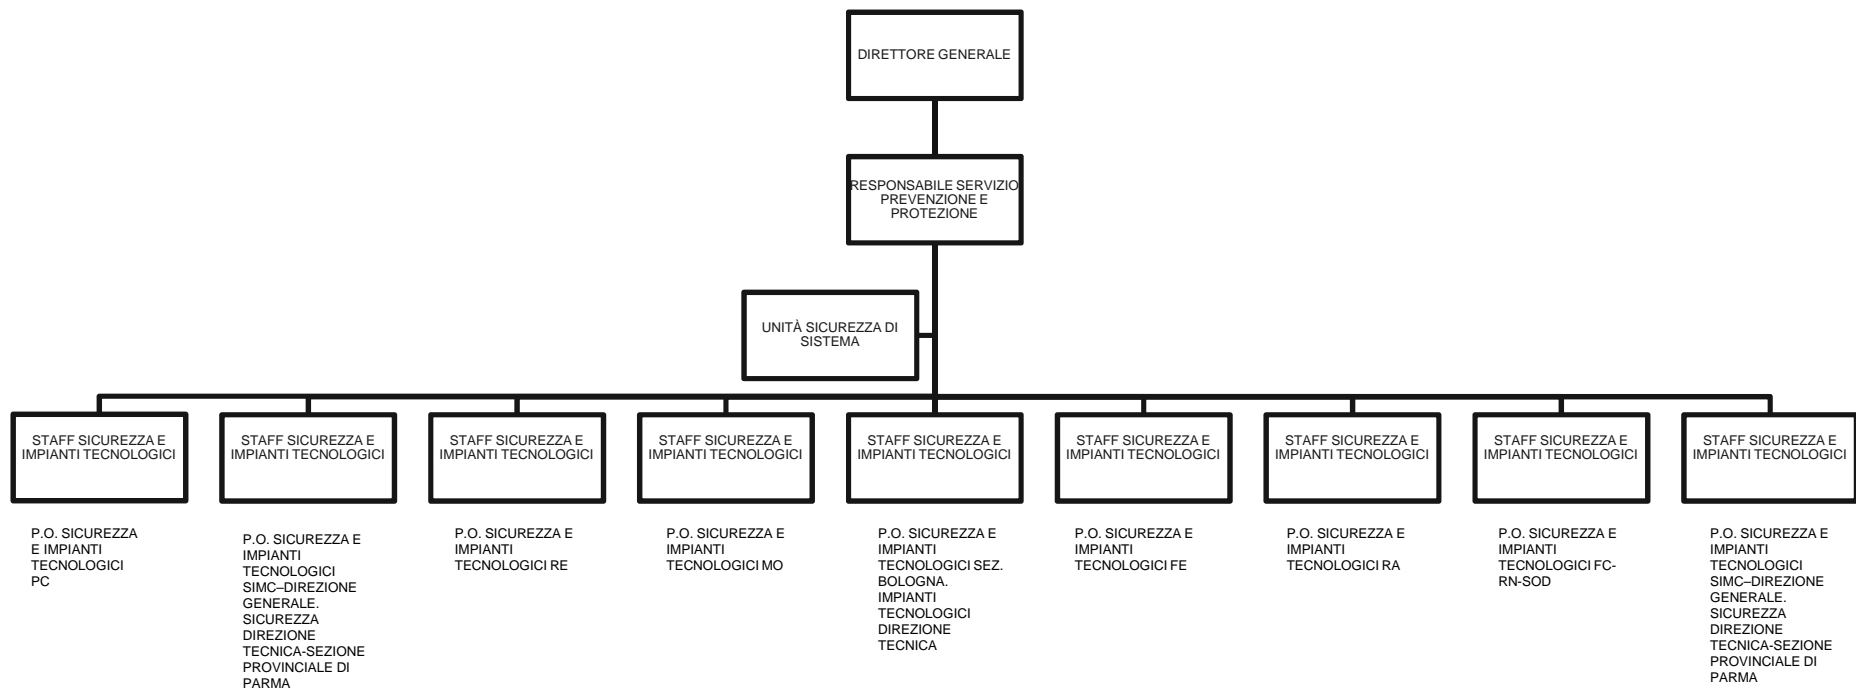 DIRETTORE GENERALE
RESPONSABILE SERVIZIO
PREVENZIONE E
PROTEZIONE
UNITÀ SICUREZZA DI
SISTEMA
STAFF SICUREZZA E
IMPIANTI TECNOLOGICI
STAFF SICUREZZA E
IMPIANTI TECNOLOGICI
STAFF SICUREZZA E
IMPIANTI TECNOLOGICI
STAFF SICUREZZA E
IMPIANTI TECNOLOGICI
STAFF SICUREZZA E
IMPIANTI TECNOLOGICI
STAFF SICUREZZA E
IMPIANTI TECNOLOGICI
STAFF SICUREZZA E
IMPIANTI TECNOLOGICI
STAFF SICUREZZA E
IMPIANTI TECNOLOGICI
STAFF SICUREZZA E
IMPIANTI TECNOLOGICI
P.O. SICUREZZA
E IMPIANTI
TECNOLOGICI
PC
P.O. SICUREZZA E
IMPIANTI
TECNOLOGICI
SIMC–DIREZIONE
GENERALE.
SICUREZZA
DIREZIONE
TECNICA-SEZIONE
PROVINCIALE DI
PARMA
P.O. SICUREZZA E
IMPIANTI
TECNOLOGICI RE
P.O. SICUREZZA E
IMPIANTI
TECNOLOGICI MO
P.O. SICUREZZA E
IMPIANTI
TECNOLOGICI SEZ.
BOLOGNA.
IMPIANTI
TECNOLOGICI
DIREZIONE
TECNICA
P.O. SICUREZZA E
IMPIANTI
TECNOLOGICI FE
P.O. SICUREZZA E
IMPIANTI
TECNOLOGICI RA
P.O. SICUREZZA E
IMPIANTI
TECNOLOGICI FC-
RN-SOD
P.O. SICUREZZA E
IMPIANTI
TECNOLOGICI
SIMC–DIREZIONE
GENERALE.
SICUREZZA
DIREZIONE
TECNICA-SEZIONE
PROVINCIALE DI
PARMA